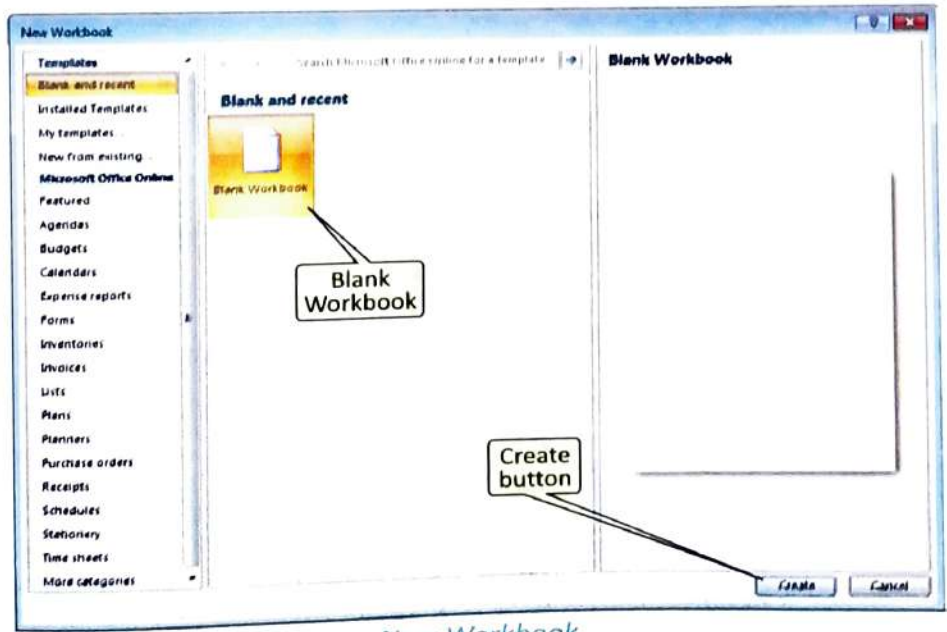 New Workbook
Templates
Blank and recent
Installed Templates
My templates...
New from existing...
Microsoft Office Online
Featured
Agendas
Budgets
Calendars
Expense reports
Forms
Inventories
Invoices
Lists
Plans
Planners
Purchase orders
Receipts
Schedules
Stationery
Time sheets
More categories
Search Microsoft Office Online for a template
Blank and recent
Blank Workbook
Blank
Workbook
Blank Workbook
Create
button
Create
Cancel
New Workbook